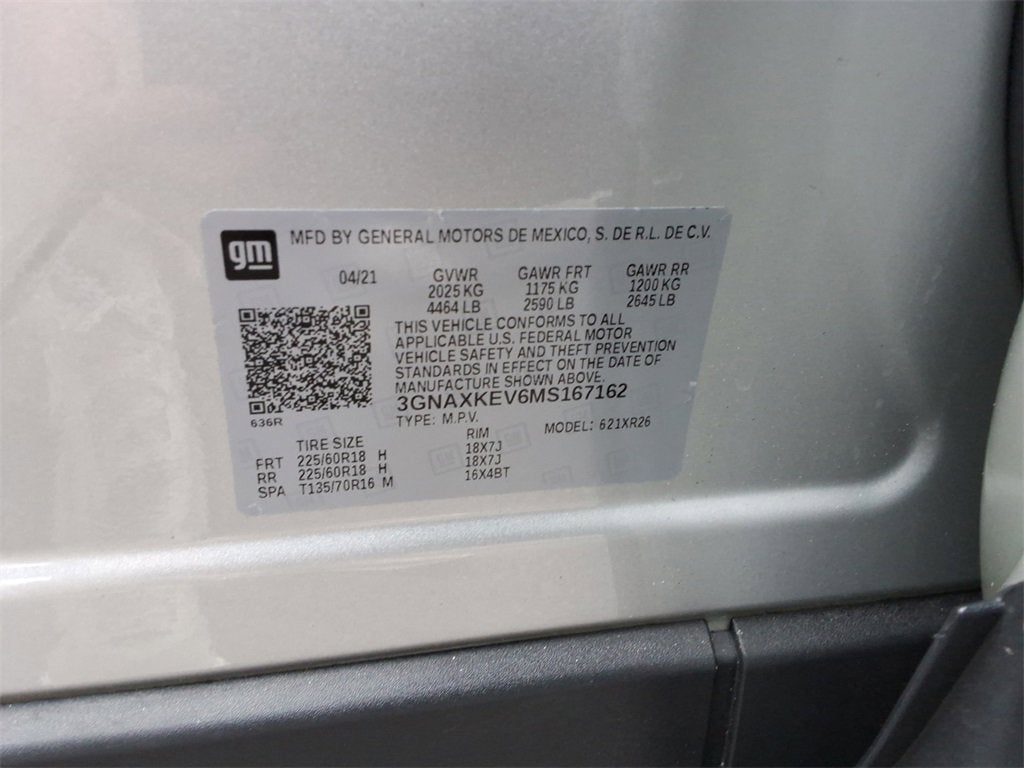 gm MFD BY GENERAL MOTORS DE MEXICO, S. DE R.L. DE C.V.
04/21 GVWR GAWR FRT GAWR RR
2025 KG 1175 KG 1200 KG
4464 LB 2590 LB 2645 LB
THIS VEHICLE CONFORMS TO ALL
APPLICABLE U.S. FEDERAL MOTOR
VEHICLE SAFETY AND THEFT PREVENTION
STANDARDS IN EFFECT ON THE DATE OF
MANUFACTURE SHOWN ABOVE.
3GNAXKEV6MS167162
636R
TYPE: M.P.V. MODEL: 621XR26
TIRE SIZE RIM
FRT 225/60R18 H 18X7J
RR 225/60R18 H 18X7J
SPA T135/70R16 M 16X4BT